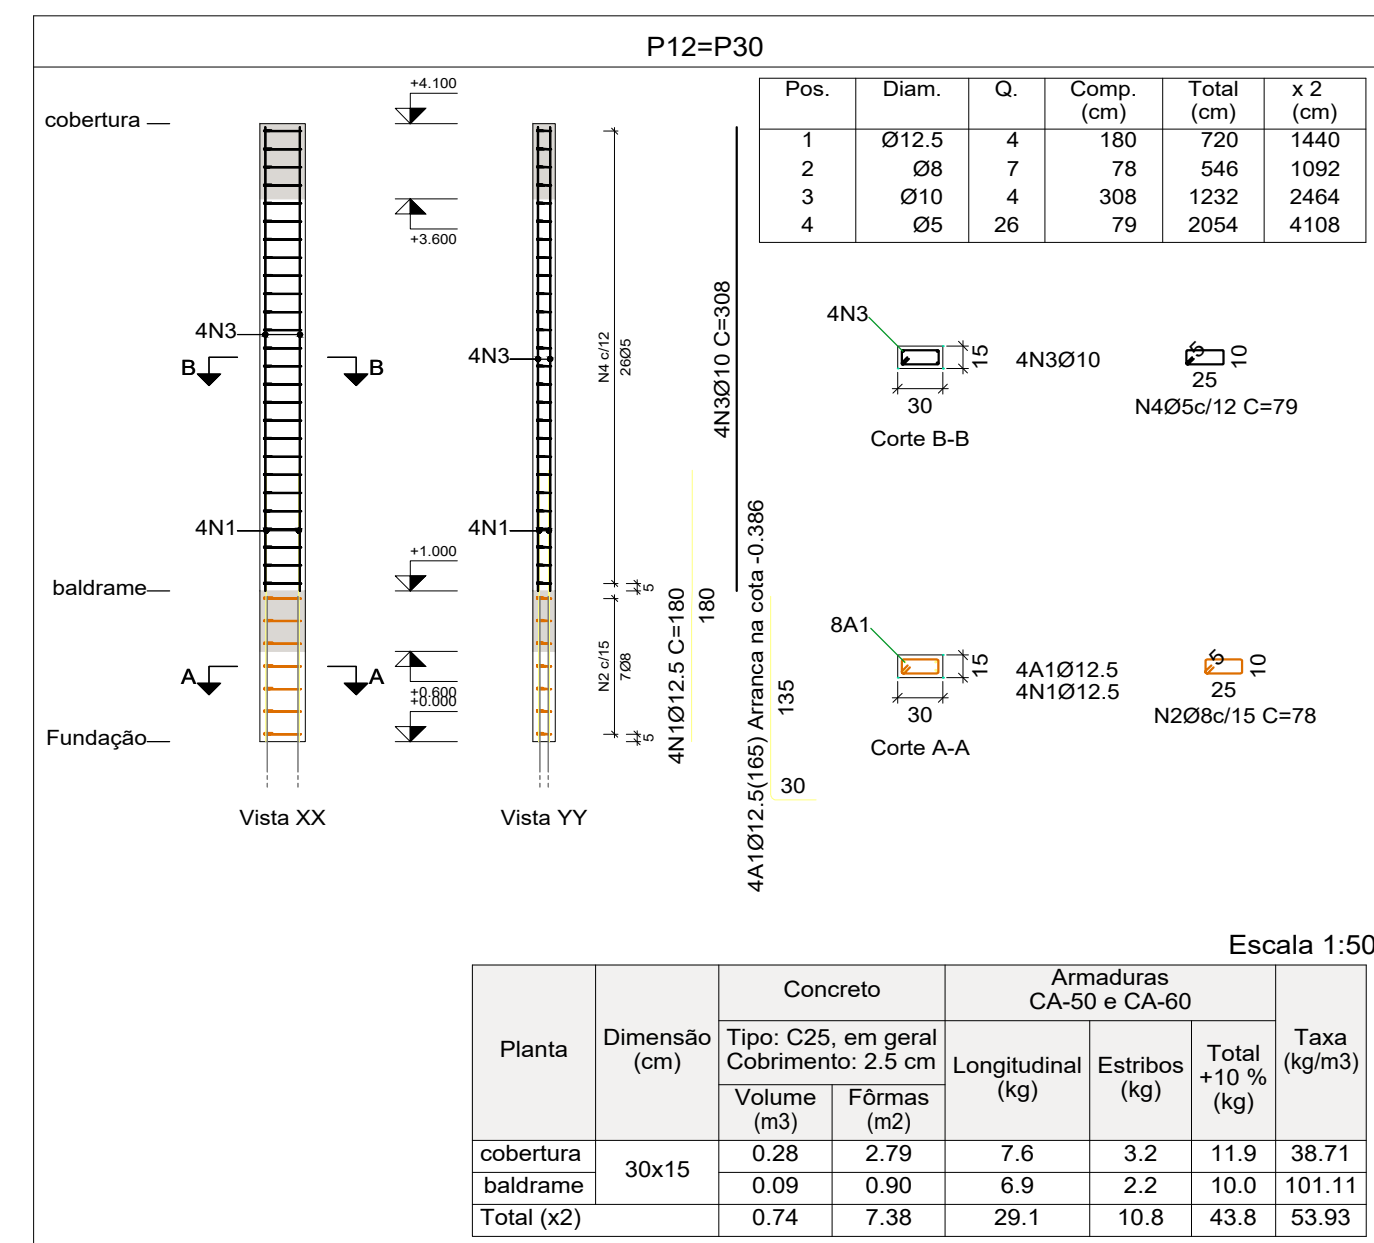 P12=P30
Pos. Diam. Q. Comp. (cm) Total (cm) x 2 (cm)
1 Ø12.5 4 180 720 1440
2 Ø8 7 78 546 1092
3 Ø10 4 308 1232 2464
4 Ø5 26 79 2054 4108
cobertura
+4.100
+3.600
4N3
B B
4N1
baldrame
+1.000
A A
+0.600
+0.000
Fundação
Vista XX
4N3
4N1
Vista YY
N4 c/12
26Ø5
5
N2 c/15
7Ø8
5
4N1Ø12.5 C=180
180
4N3Ø10 C=308
4A1Ø12.5(165) Arranca na cota -0.386
135
30
4N3
15
30
4N3Ø10
Corte B-B
5
10
25
N4Ø5c/12 C=79
8A1
15
30
4A1Ø12.5
4N1Ø12.5
Corte A-A
5
10
25
N2Ø8c/15 C=78
Escala 1:50
Planta
Dimensão (cm)
Concreto
Tipo: C25, em geral
Cobrimento: 2.5 cm
Volume (m3)
Fôrmas (m2)
Armaduras
CA-50 e CA-60
Longitudinal (kg)
Estribos (kg)
Total +10 % (kg)
Taxa (kg/m3)
cobertura 30x15 0.28 2.79 7.6 3.2 11.9 38.71
baldrame 0.09 0.90 6.9 2.2 10.0 101.11
Total (x2) 0.74 7.38 29.1 10.8 43.8 53.93